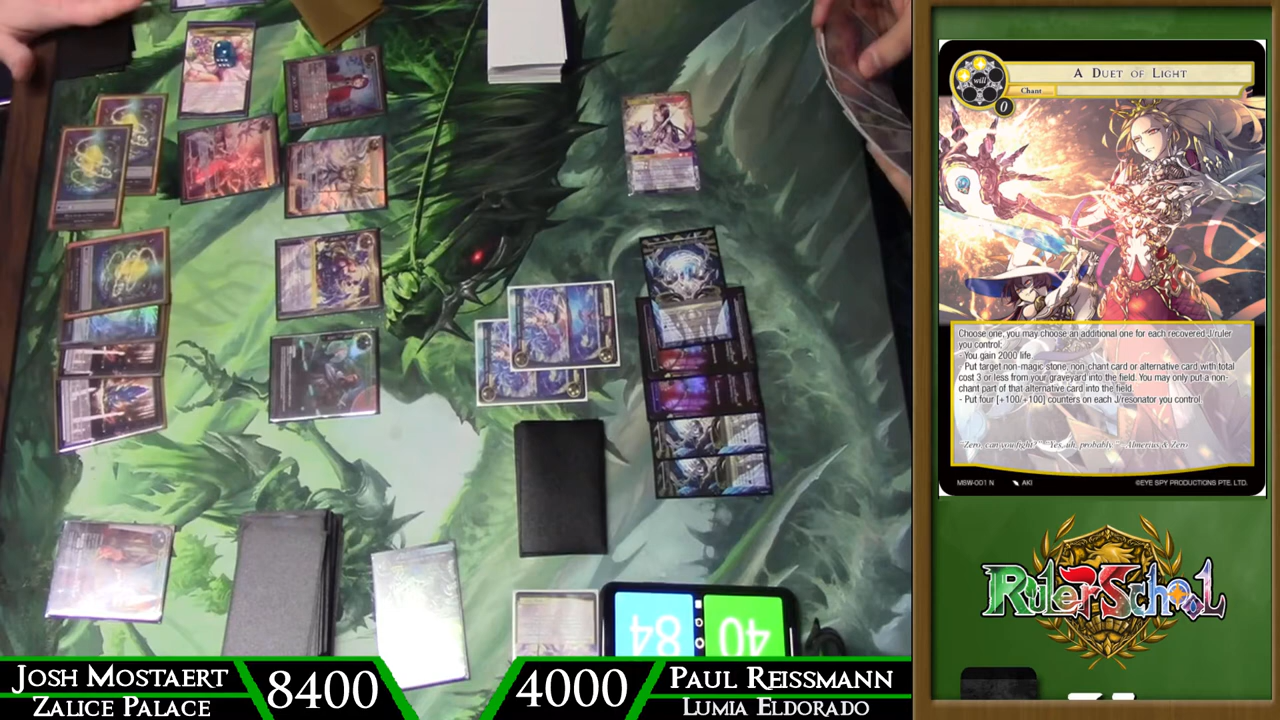 A Duet of Light
will
Chant
0
Choose one, you may choose an additional one for each recovered J/ruler
you control:
- You gain 2000 life
- Put target non-magic stone, non-chant card or alternative card with total
cost 3 or less from your graveyard into the field. You may only put a non-
chant part of that alternative card into the field.
- Put four [+100/+100] counters on each J/resonator you control
"Zero, can you fight?" "Yes, uh, probably." -Almerius & Zero
MSW-001 N AKI ©EYE SPY PRODUCTIONS PTE. LTD.
Ruler School
84 40
Josh Mostaert
Zalice Palace
8400
4000
Paul Reissmann
Lumia Eldorado